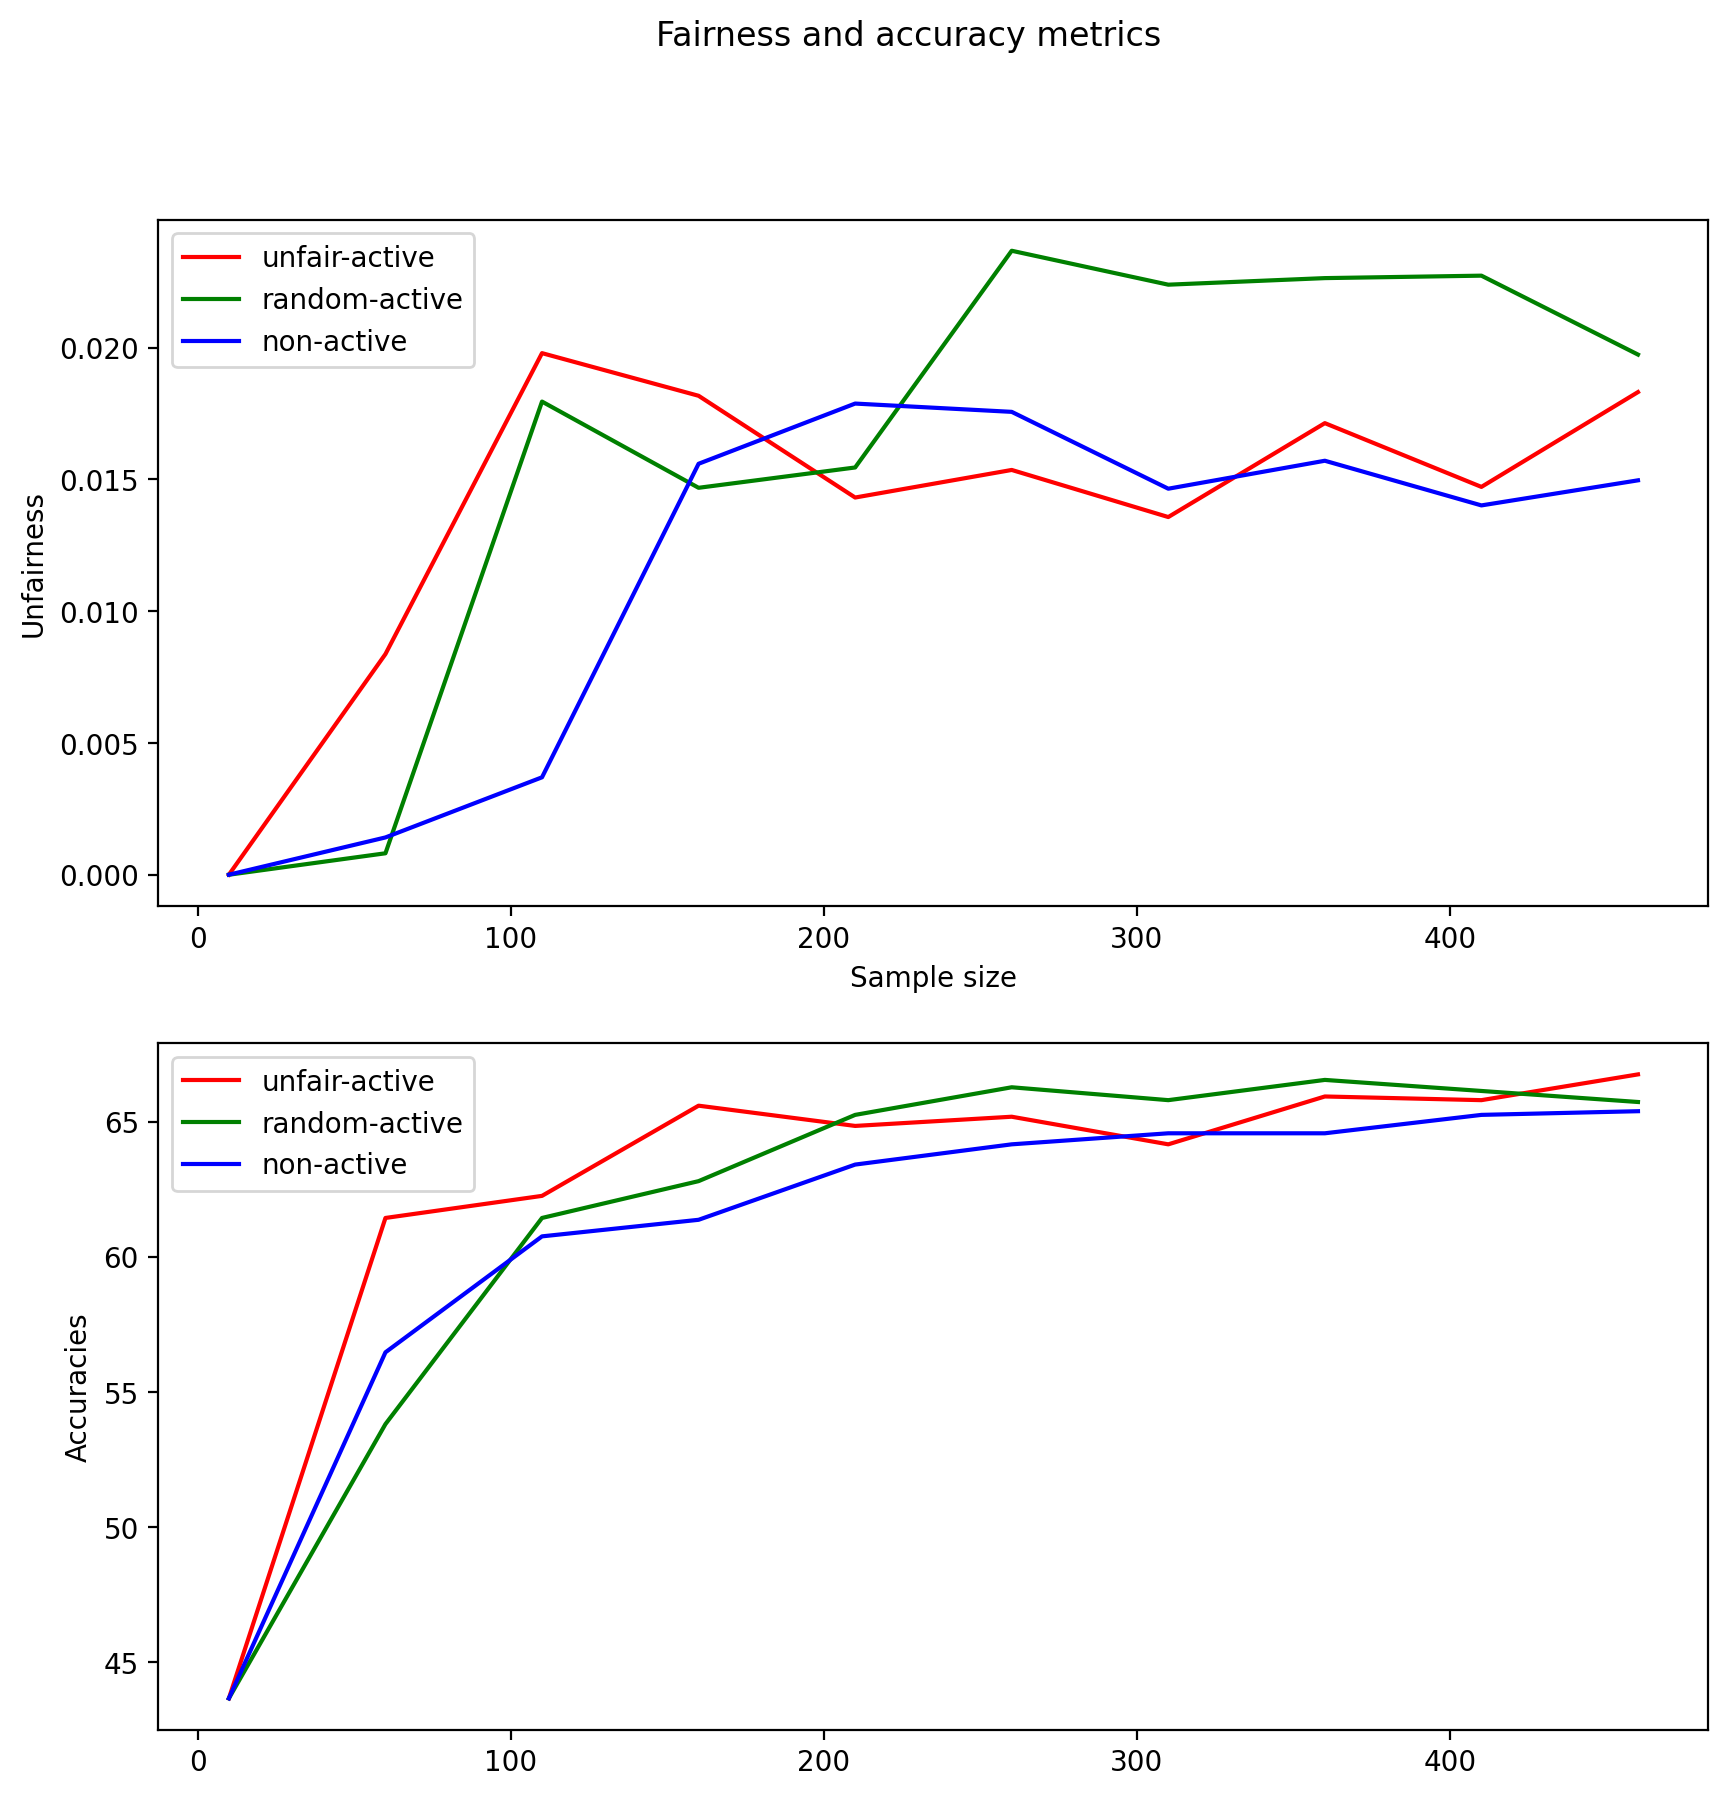 Fairness and accuracy metrics
unfair-active
random-active
non-active
0.020
0.015
0.010
0.005
0.000
Unfairness
0 100 200 300 400
Sample size
unfair-active
random-active
non-active
65
60
55
50
45
Accuracies
0 100 200 300 400